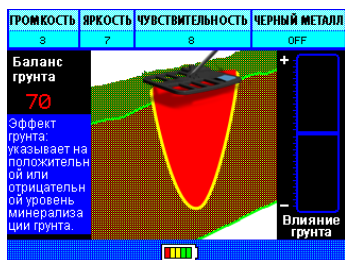 ГРОМКОСТЬ ЯРКОСТЬ ЧУВСТВИТЕЛЬНОСТЬ ЧЕРНЫЙ МЕТАЛЛ
3 7 8 OFF
Баланс
грунта
70
Эффект
грунта:
указывает на
положительн
ой или
отрицательн
ой уровень
минерализа
ции грунта.
+
–
Влияние
грунта